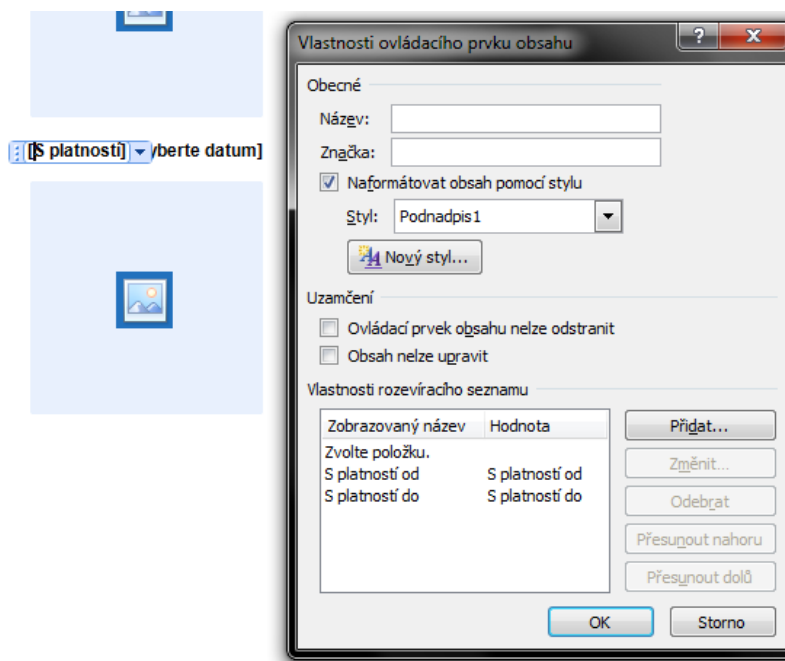 [S platností]
yberte datum]
Vlastnosti ovládacího prvku obsahu
?
X
Obecné
Název:
Značka:
Naformátovat obsah pomocí stylu
Styl:
Podnadpis1
Nový styl...
Uzamčení
Ovládací prvek obsahu nelze odstranit
Obsah nelze upravit
Vlastnosti rozevíracího seznamu
Zobrazovaný název Hodnota
Zvolte položku.
S platností od S platností od
S platností do S platností do
Přidat...
Změnit...
Odebrat
Přesunout nahoru
Přesunout dolů
OK
Storno